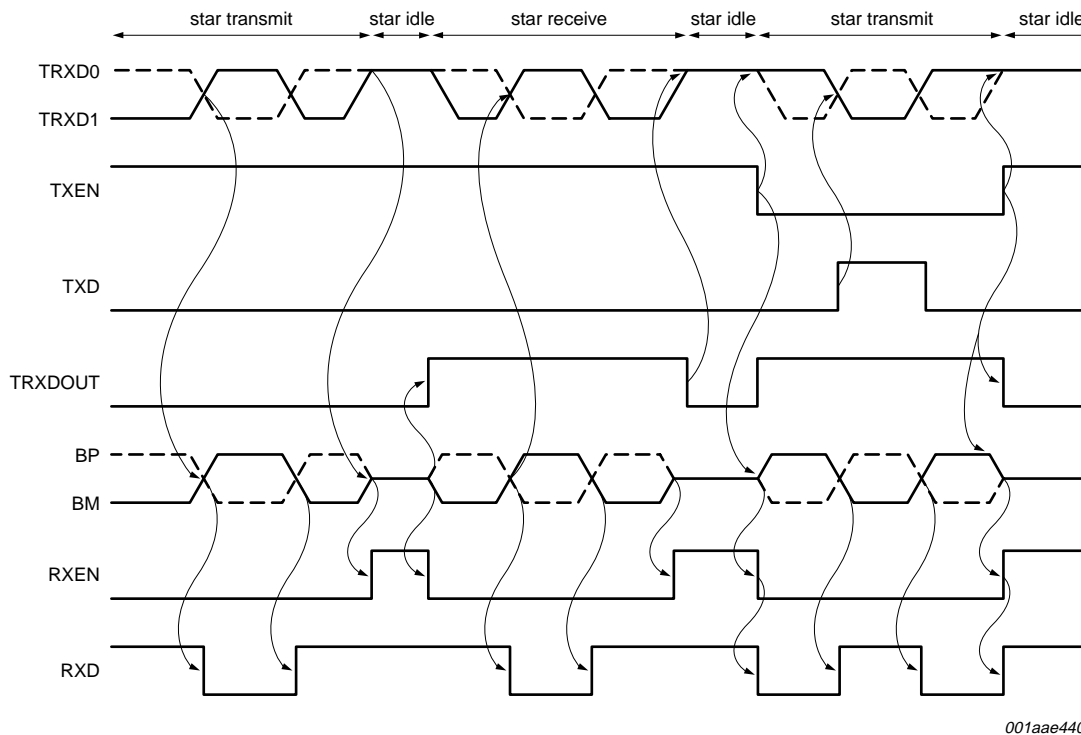 star transmit star idle star receive star idle star transmit star idle
TRXD0
TRXD1
TXEN
TXD
TRXDOUT
BP
BM
RXEN
RXD
001aae440